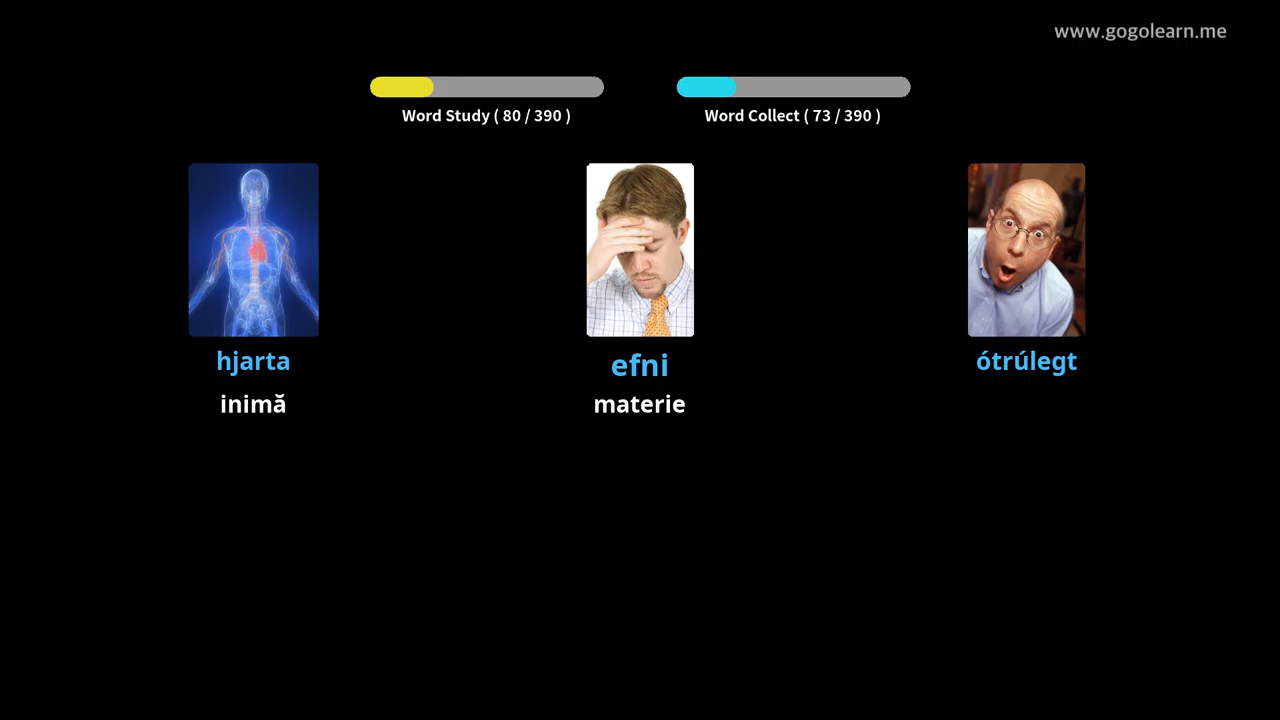 www.gogolearn.me
Word Study ( 80 / 390 )
Word Collect ( 73 / 390 )
hjarta
efni
ótrúlegt
inimă
materie